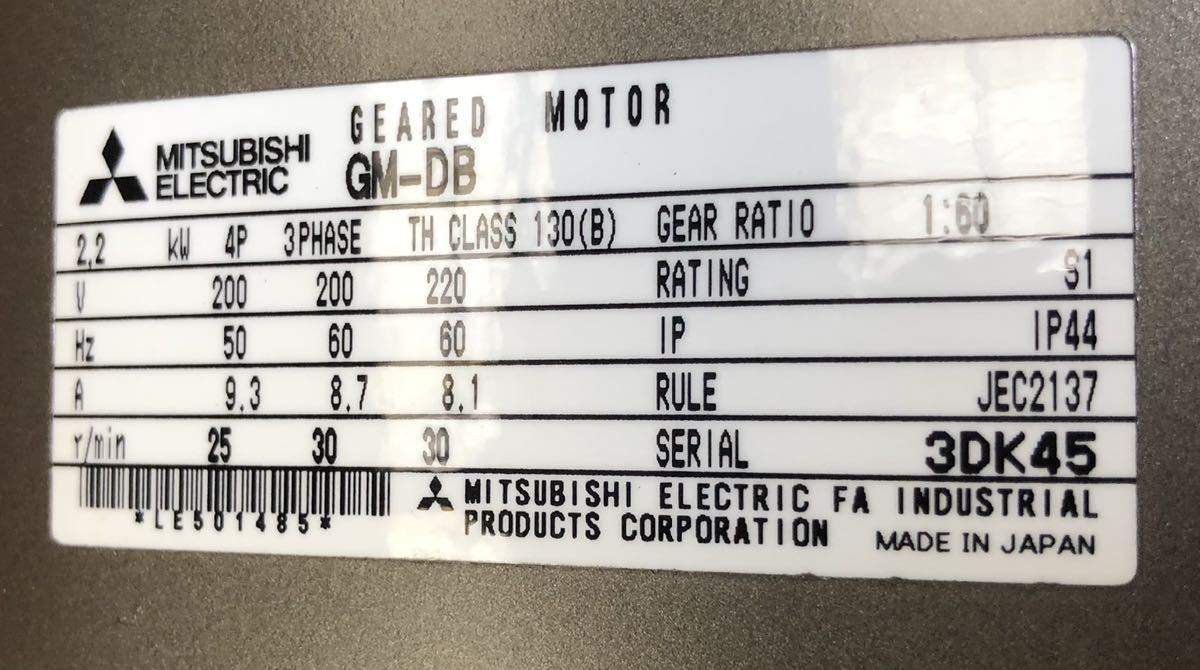 GEARED MOTOR
MITSUBISHI
ELECTRIC
GM-DB
2,2 kW 4P 3PHASE TH CLASS 130(B) GEAR RATIO 1:60
V 200 200 220 RATING S1
Hz 50 60 60 IP IP44
A 9.3 8.7 8.1 RULE JEC2137
r/min 25 30 30 SERIAL 3DK45
*LE501485*
MITSUBISHI ELECTRIC FA INDUSTRIAL
PRODUCTS CORPORATION
MADE IN JAPAN